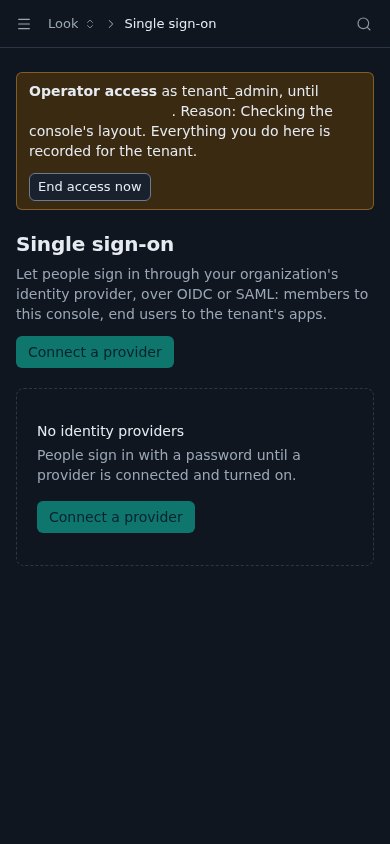 Look
Single sign-on
Operator access as tenant_admin, until
. Reason: Checking the
console's layout. Everything you do here is
recorded for the tenant.
End access now
Single sign-on
Let people sign in through your organization's
identity provider, over OIDC or SAML: members to
this console, end users to the tenant's apps.
Connect a provider
No identity providers
People sign in with a password until a
provider is connected and turned on.
Connect a provider